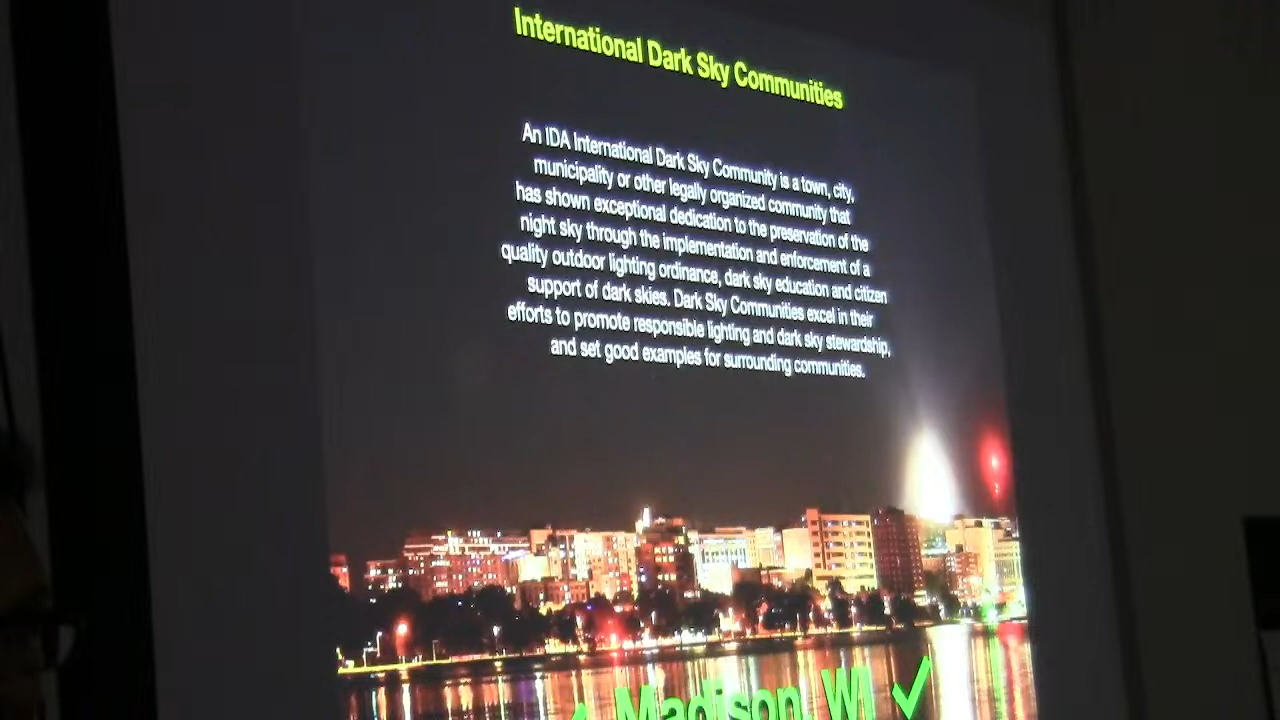 International Dark Sky Communities
An IDA International Dark Sky Community is a town, city,
municipality or other legally organized community that
has shown exceptional dedication to the preservation of the
night sky through the implementation and enforcement of a
quality outdoor lighting ordinance, dark sky education and citizen
support of dark skies. Dark Sky Communities excel in their
efforts to promote responsible lighting and dark sky stewardship,
and set good examples for surrounding communities.
Madison, WI ✓